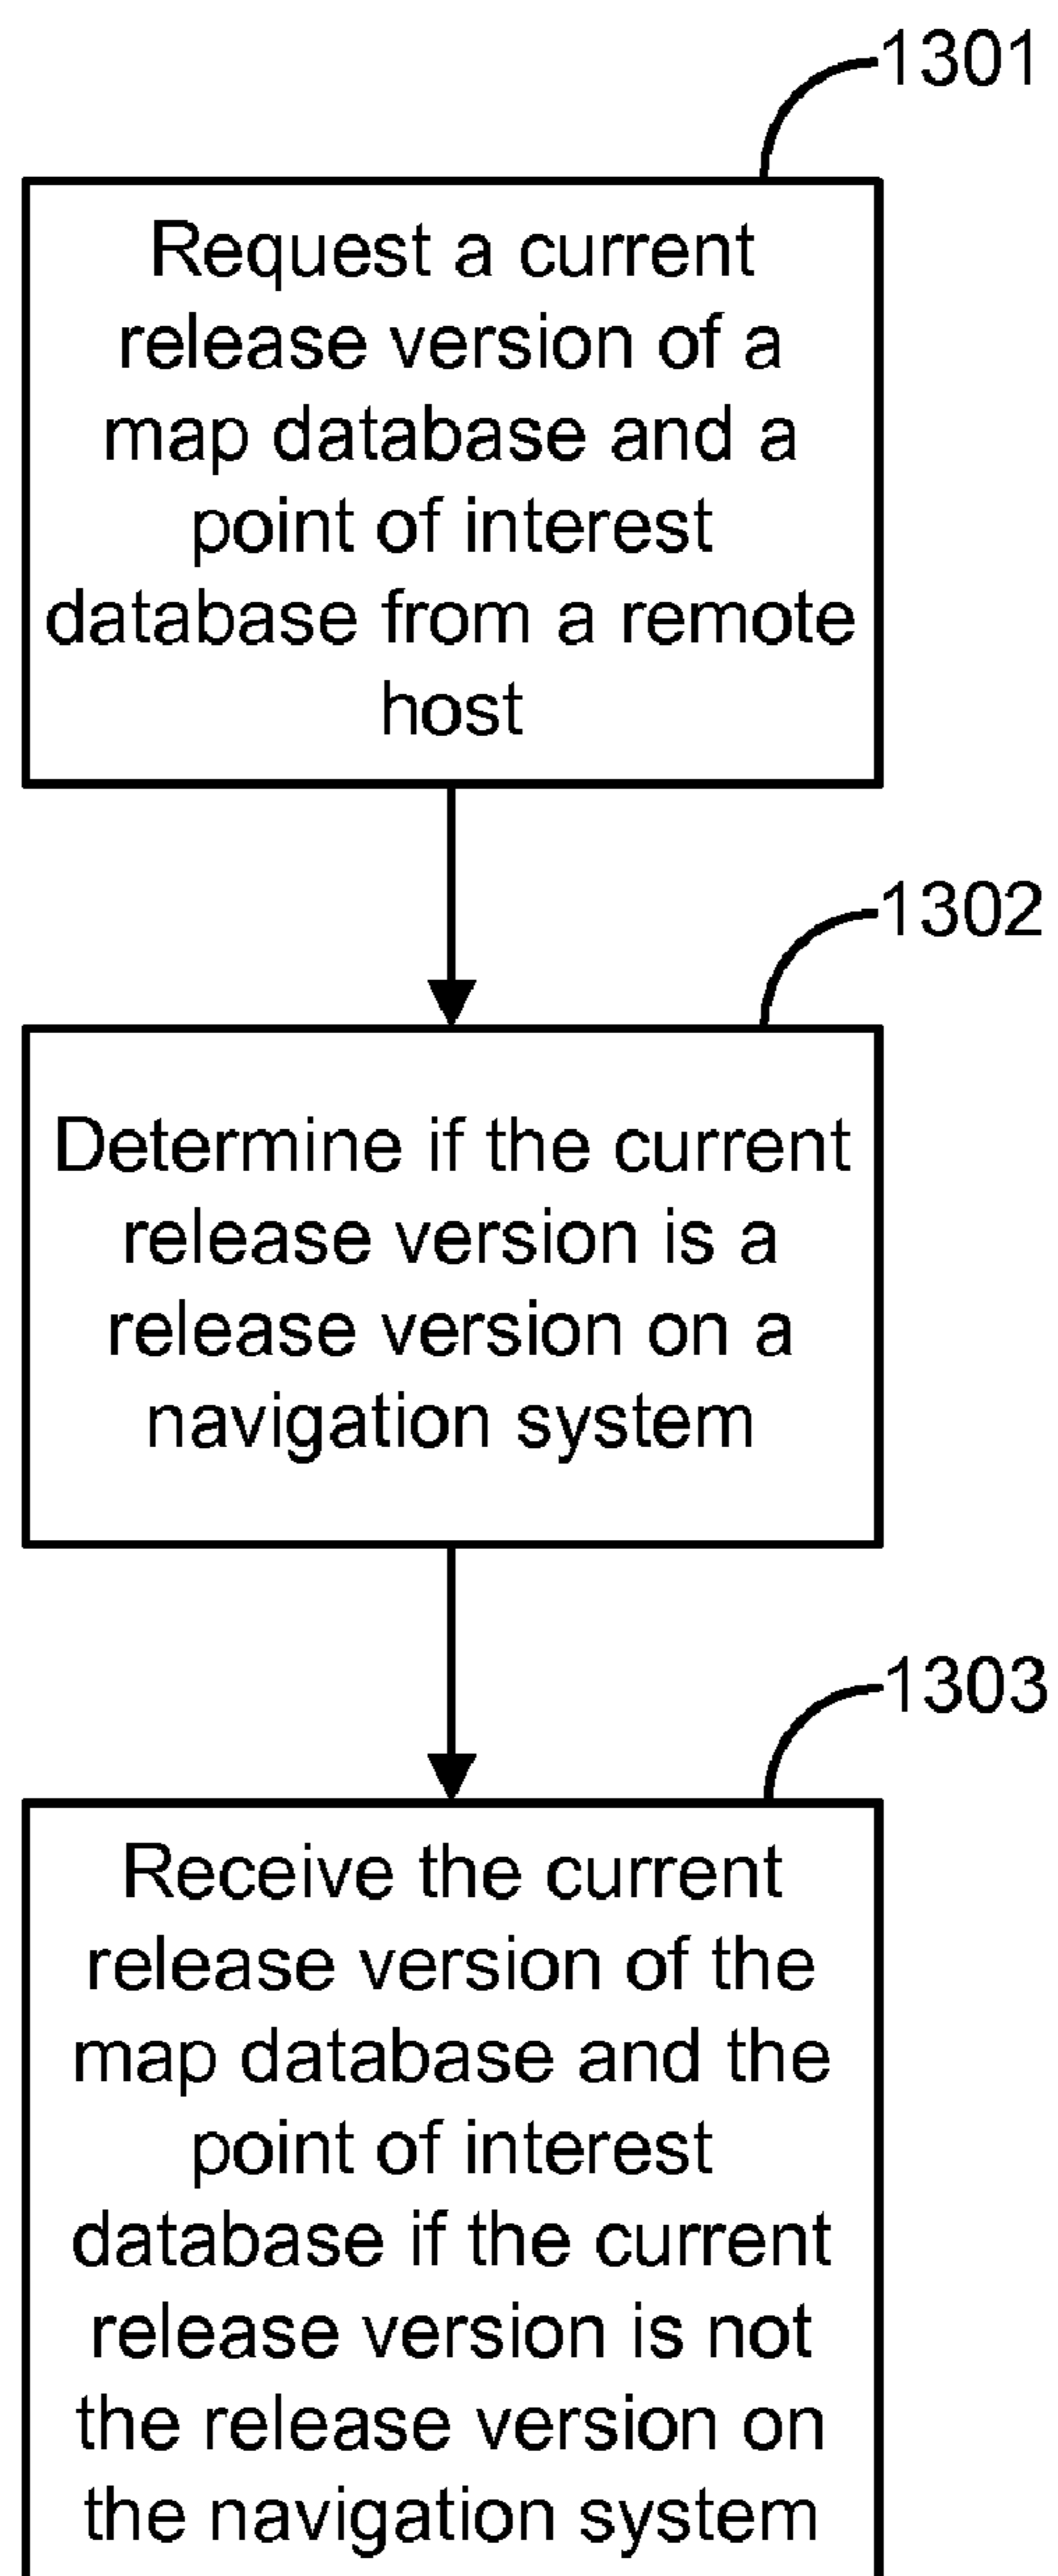 1301
Request a current
release version of a
map database and a
point of interest
database from a remote
host
1302
Determine if the current
release version is a
release version on a
navigation system
1303
Receive the current
release version of the
map database and the
point of interest
database if the current
release version is not
the release version on
the navigation system